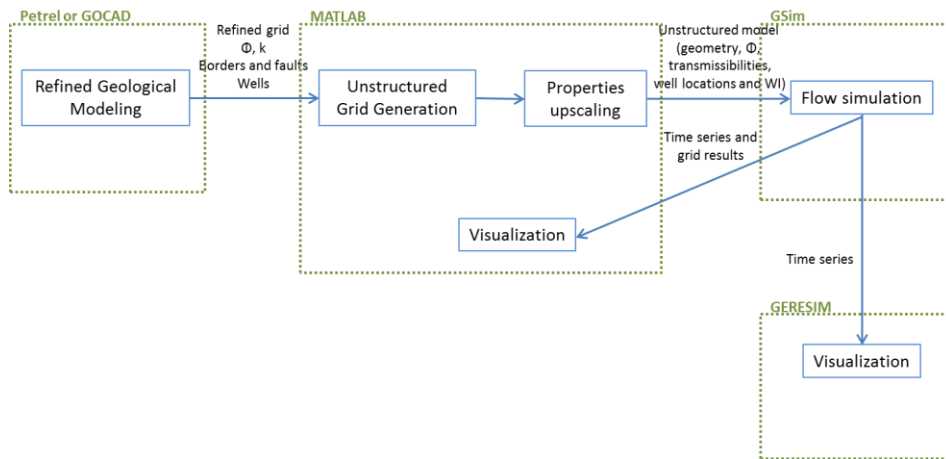 Petrel or GOCAD
Refined Geological
Modeling
Refined grid
Φ, k
Borders and faults
Wells
MATLAB
Unstructured
Grid Generation
Properties
upscaling
Unstructured model
(geometry, Φ,
transmissibilities,
well locations and WI)
GSim
Flow simulation
Time series and
grid results
Visualization
Time series
GERESIM
Visualization